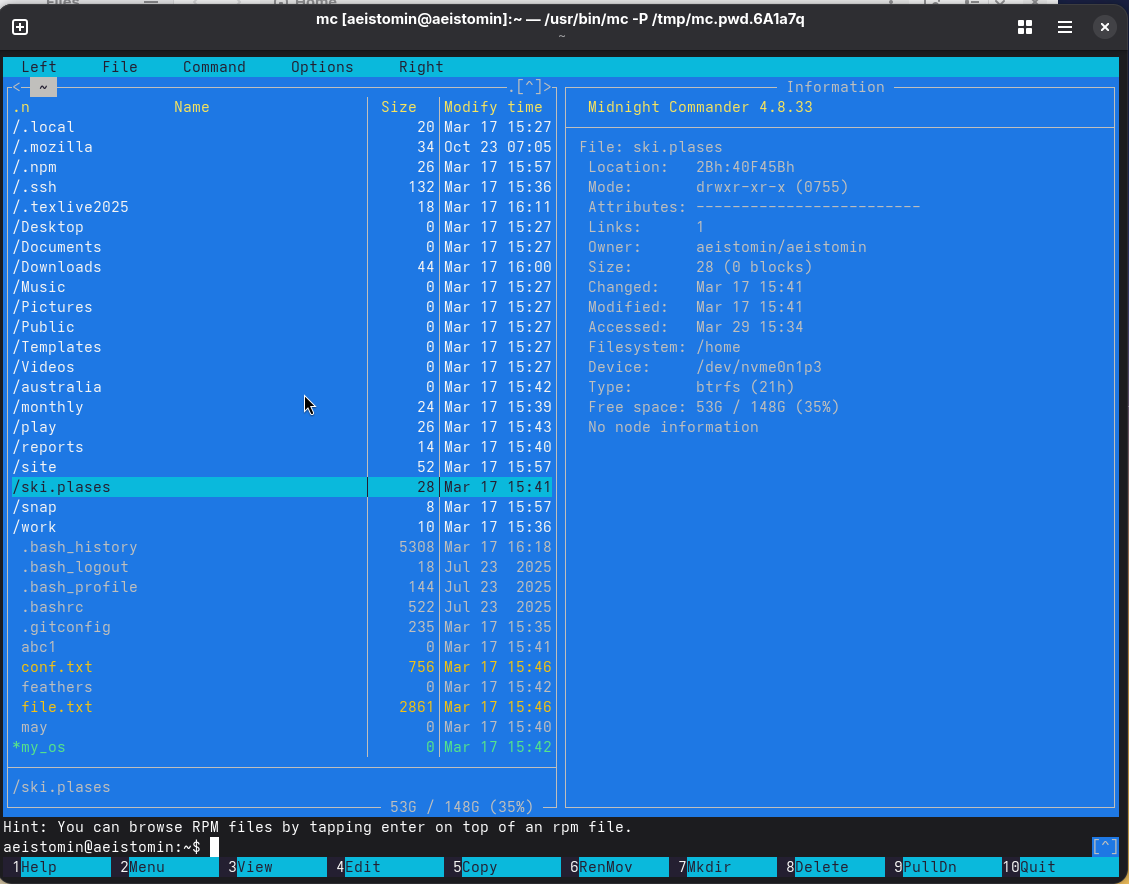 mc [aeistomin@aeistomin]:~ — /usr/bin/mc -P /tmp/mc.pwd.6A1a7q
~
Left File Command Options Right
<─ ~ ─.[^]>
.n Name Size Modify time
/.local 20 Mar 17 15:27
/.mozilla 34 Oct 23 07:05
/.npm 26 Mar 17 15:57
/.ssh 132 Mar 17 15:36
/.texlive2025 18 Mar 17 16:11
/Desktop 0 Mar 17 15:27
/Documents 0 Mar 17 15:27
/Downloads 44 Mar 17 16:00
/Music 0 Mar 17 15:27
/Pictures 0 Mar 17 15:27
/Public 0 Mar 17 15:27
/Templates 0 Mar 17 15:27
/Videos 0 Mar 17 15:27
/australia 0 Mar 17 15:42
/monthly 24 Mar 17 15:39
/play 26 Mar 17 15:43
/reports 14 Mar 17 15:40
/site 52 Mar 17 15:57
/ski.plases 28 Mar 17 15:41
/snap 8 Mar 17 15:57
/work 10 Mar 17 15:36
.bash_history 5308 Mar 17 16:18
.bash_logout 18 Jul 23 2025
.bash_profile 144 Jul 23 2025
.bashrc 522 Jul 23 2025
.gitconfig 235 Mar 17 15:35
abc1 0 Mar 17 15:41
conf.txt 756 Mar 17 15:46
feathers 0 Mar 17 15:42
file.txt 2861 Mar 17 15:46
may 0 Mar 17 15:40
*my_os 0 Mar 17 15:42
/ski.plases
53G / 148G (35%)
Information
Midnight Commander 4.8.33
File: ski.plases
Location: 2Bh:40F45Bh
Mode: drwxr-xr-x (0755)
Attributes: -------------------------
Links: 1
Owner: aeistomin/aeistomin
Size: 28 (0 blocks)
Changed: Mar 17 15:41
Modified: Mar 17 15:41
Accessed: Mar 29 15:34
Filesystem: /home
Device: /dev/nvme0n1p3
Type: btrfs (21h)
Free space: 53G / 148G (35%)
No node information
Hint: You can browse RPM files by tapping enter on top of an rpm file.
aeistomin@aeistomin:~$ [^]
1Help 2Menu 3View 4Edit 5Copy 6RenMov 7Mkdir 8Delete 9PullDn 10Quit